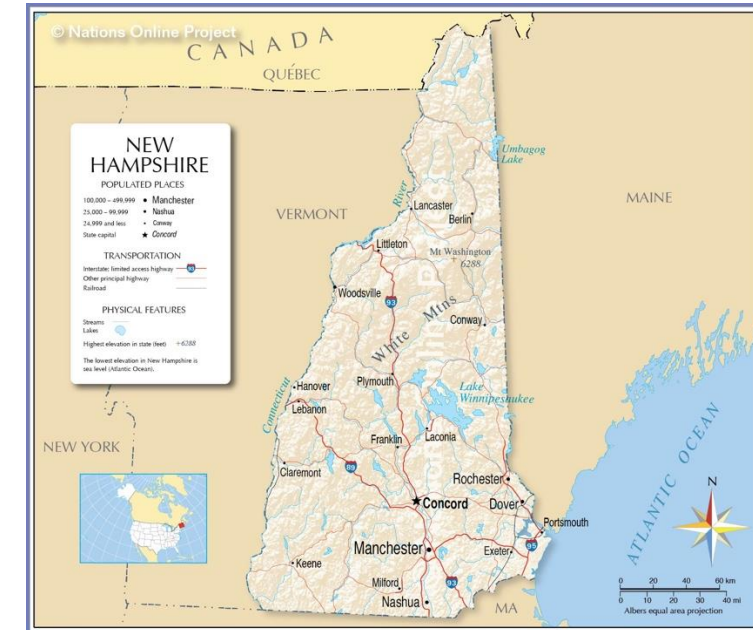 © Nations Online Project
CANADA
QUÉBEC
NEW
HAMPSHIRE
POPULATED PLACES
100,000 – 499,999 • Manchester
25,000 – 99,999 • Nashua
24,999 and less • Conway
State capital ★ Concord
TRANSPORTATION
Interstate; limited access highway
Other principal highway
Railroad
PHYSICAL FEATURES
Streams
Lakes
Highest elevation in state (feet) +6288
The lowest elevation in New Hampshire is
sea level (Atlantic Ocean).
VERMONT
MAINE
NEW YORK
MA
Umbagog
Lake
River
Connecticut
Lancaster
Berlin
Littleton
Mt Washington
+ 6288
Woodsville
93
White Mtns
Conway
Plymouth
Hanover
Lebanon
Lake
Winnipesukee
Franklin
Laconia
Claremont
89
Rochester
Concord
Dover
Portsmouth
Manchester
Exeter
95
Keene
Milford
93
Nashua
ATLANTIC OCEAN
N
0 20 40 60 km
0 10 20 30 40 mi
Albers equal area projection